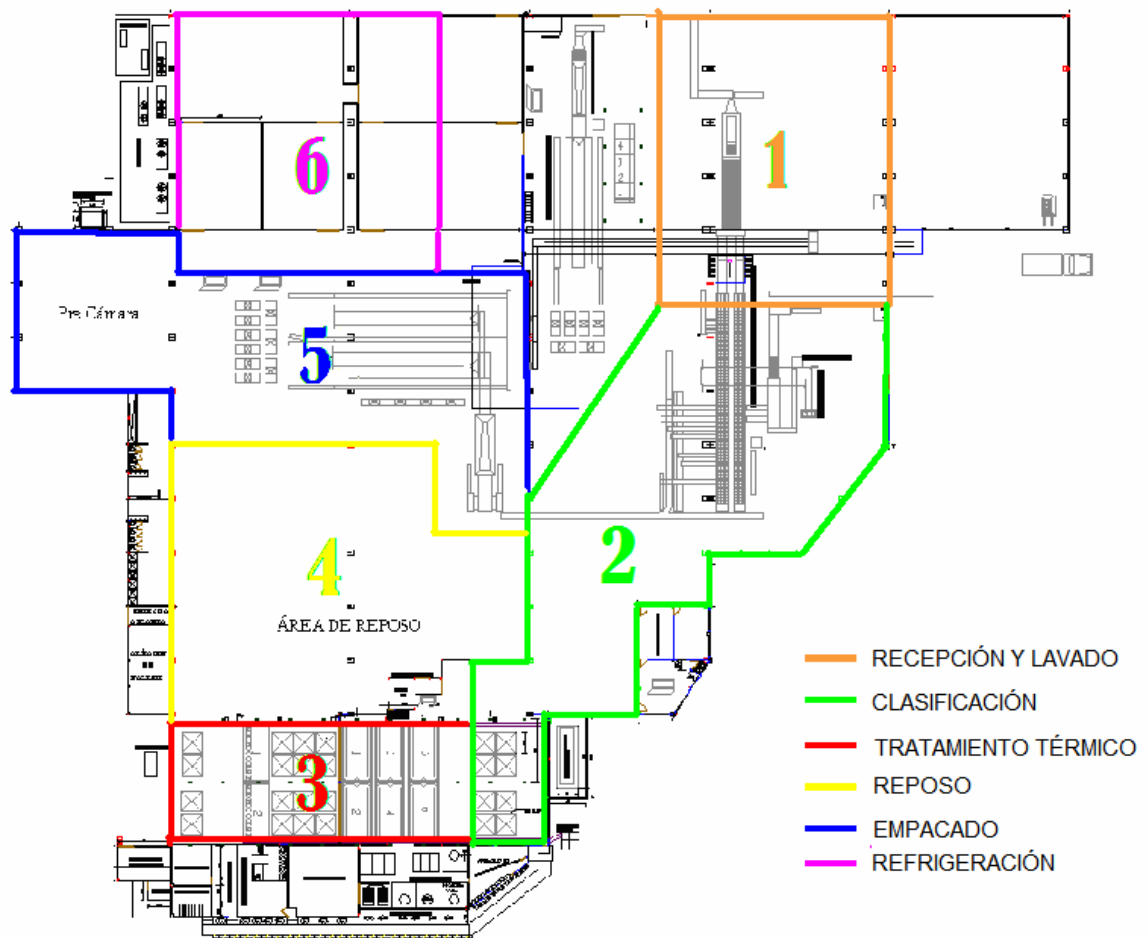 6
1
Pre Cámara
5
2
4
ÁREA DE REPOSO
3
RECEPCIÓN Y LAVADO
CLASIFICACIÓN
TRATAMIENTO TÉRMICO
REPOSO
EMPACADO
REFRIGERACIÓN